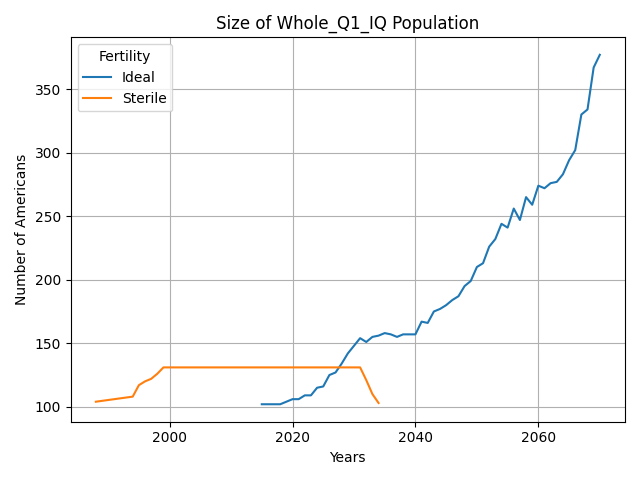 Size of Whole_Q1_IQ Population
Fertility
Ideal
Sterile
Number of Americans
350
300
250
200
150
100
2000
2020
2040
2060
Years